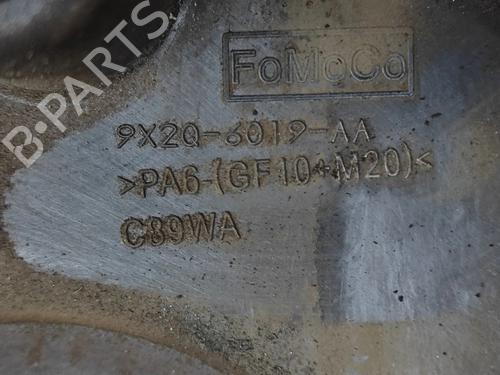 B-PARTS
FoMoCo
9X2Q-6019-AA
>PA6-(GF10+M20)<
C89WA